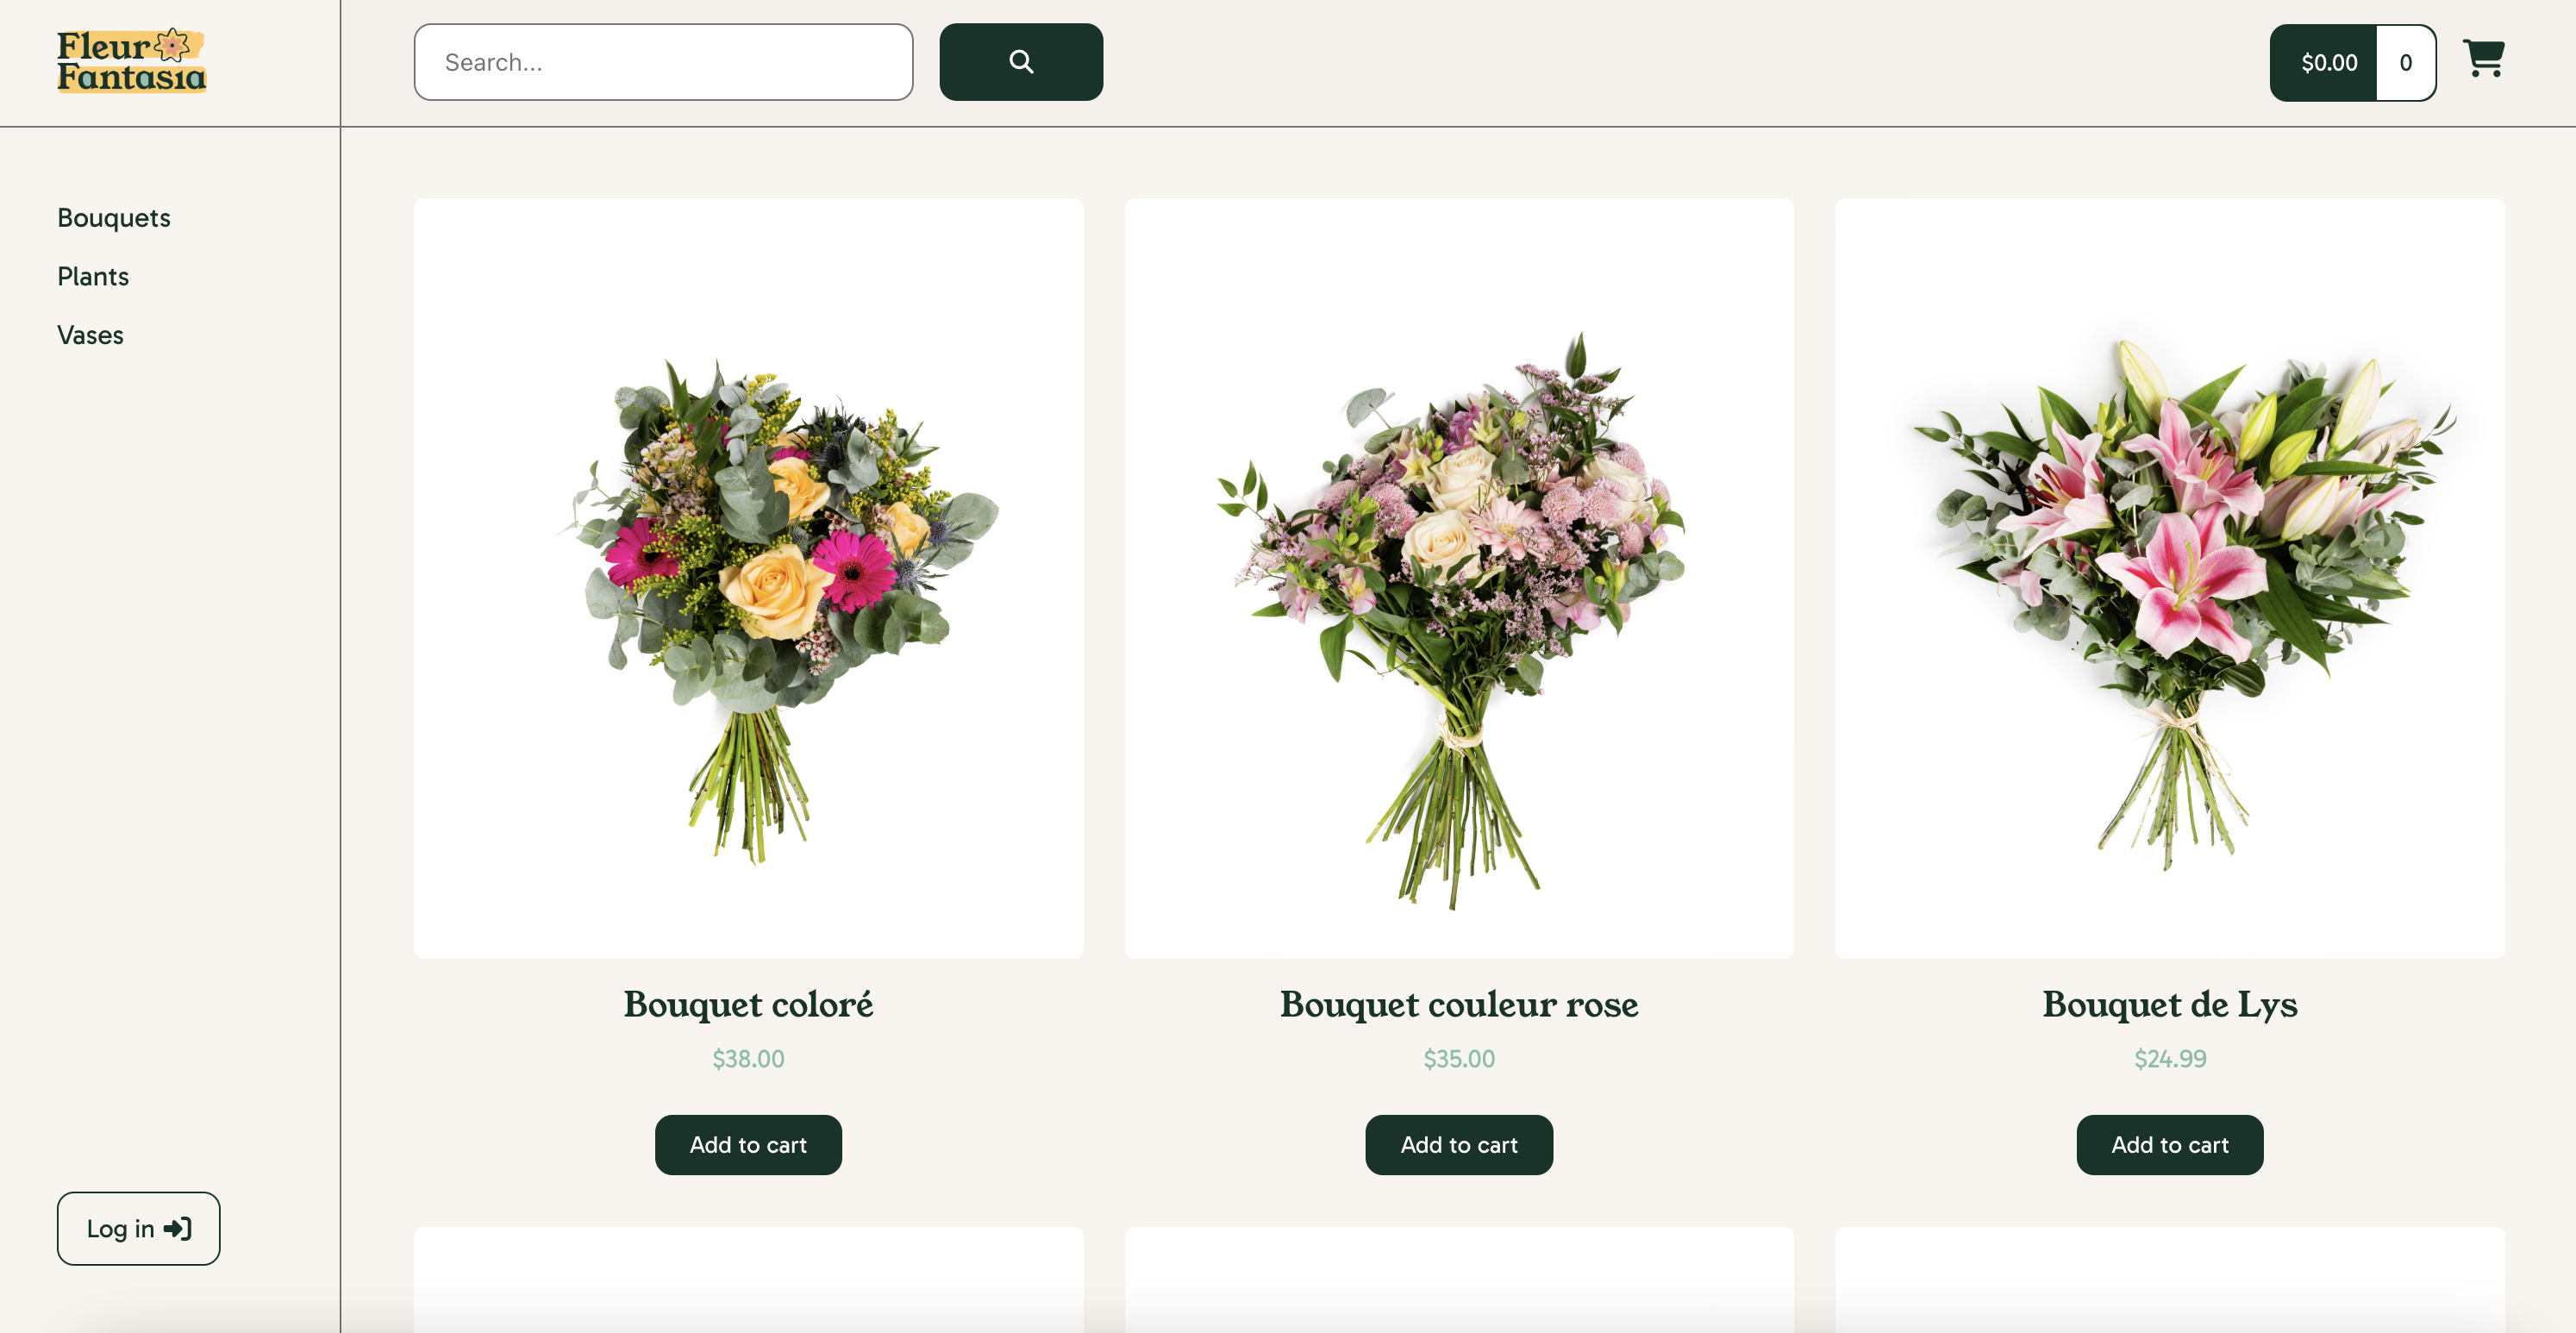 Fleur
Fantasia
Search...
$0.00 0
Bouquets
Plants
Vases
Bouquet coloré
$38.00
Add to cart
Bouquet couleur rose
$35.00
Add to cart
Bouquet de Lys
$24.99
Add to cart
Log in